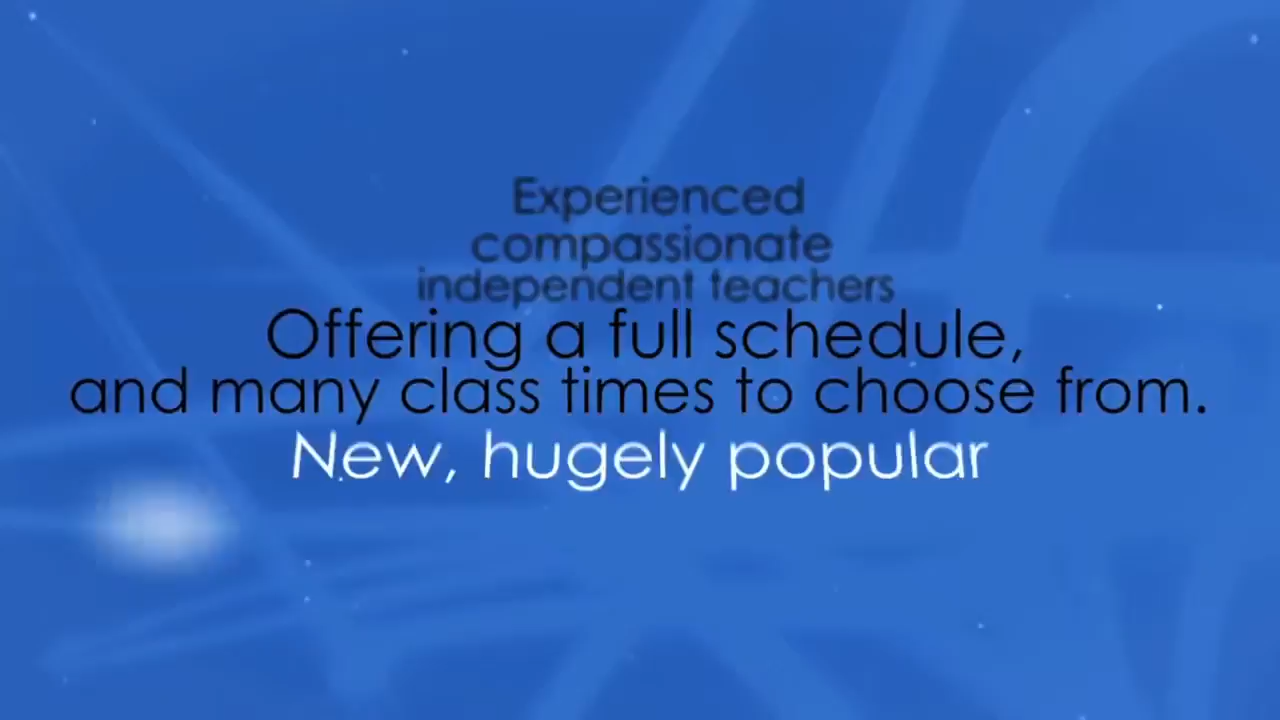 Experienced
compassionate
independent teachers
Offering a full schedule,
and many class times to choose from.
New, hugely popular